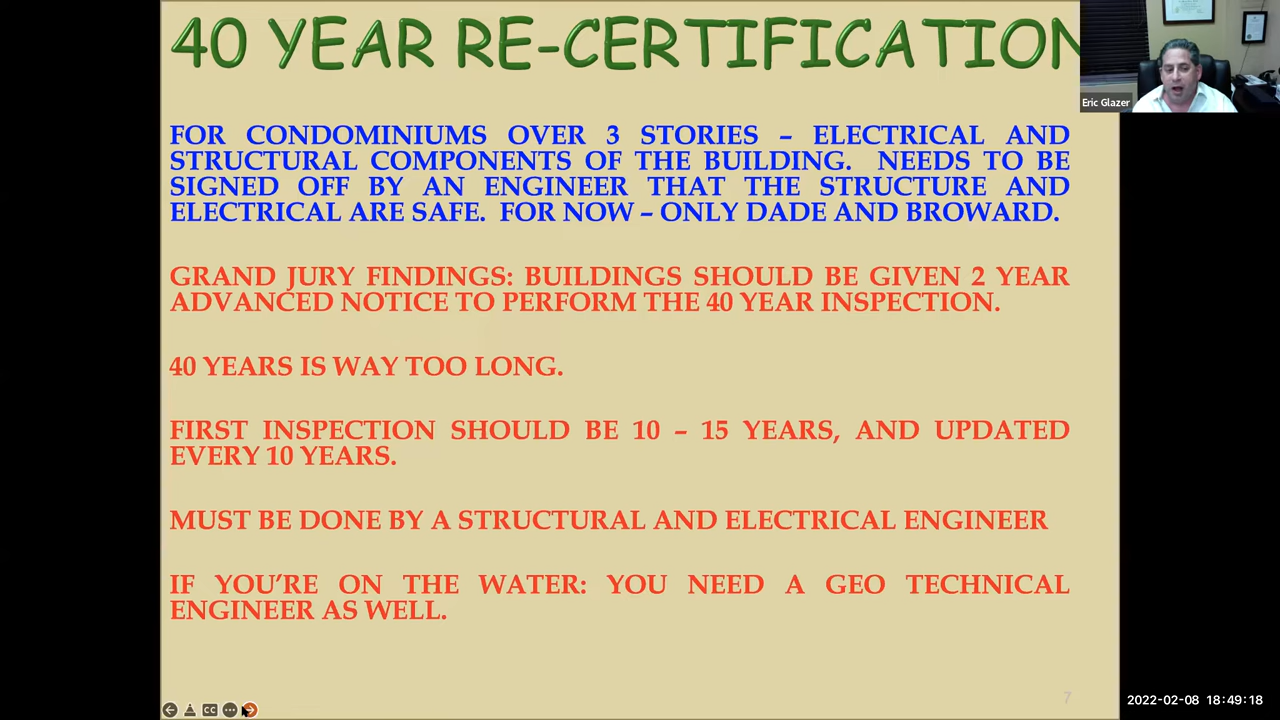 40 YEAR RE-CERTIFICATION
Eric Glazer
FOR CONDOMINIUMS OVER 3 STORIES – ELECTRICAL AND
STRUCTURAL COMPONENTS OF THE BUILDING. NEEDS TO BE
SIGNED OFF BY AN ENGINEER THAT THE STRUCTURE AND
ELECTRICAL ARE SAFE. FOR NOW – ONLY DADE AND BROWARD.
GRAND JURY FINDINGS: BUILDINGS SHOULD BE GIVEN 2 YEAR
ADVANCED NOTICE TO PERFORM THE 40 YEAR INSPECTION.
40 YEARS IS WAY TOO LONG.
FIRST INSPECTION SHOULD BE 10 – 15 YEARS, AND UPDATED
EVERY 10 YEARS.
MUST BE DONE BY A STRUCTURAL AND ELECTRICAL ENGINEER
IF YOU’RE ON THE WATER: YOU NEED A GEO TECHNICAL
ENGINEER AS WELL.
CC
7
2022-02-08 18:49:18